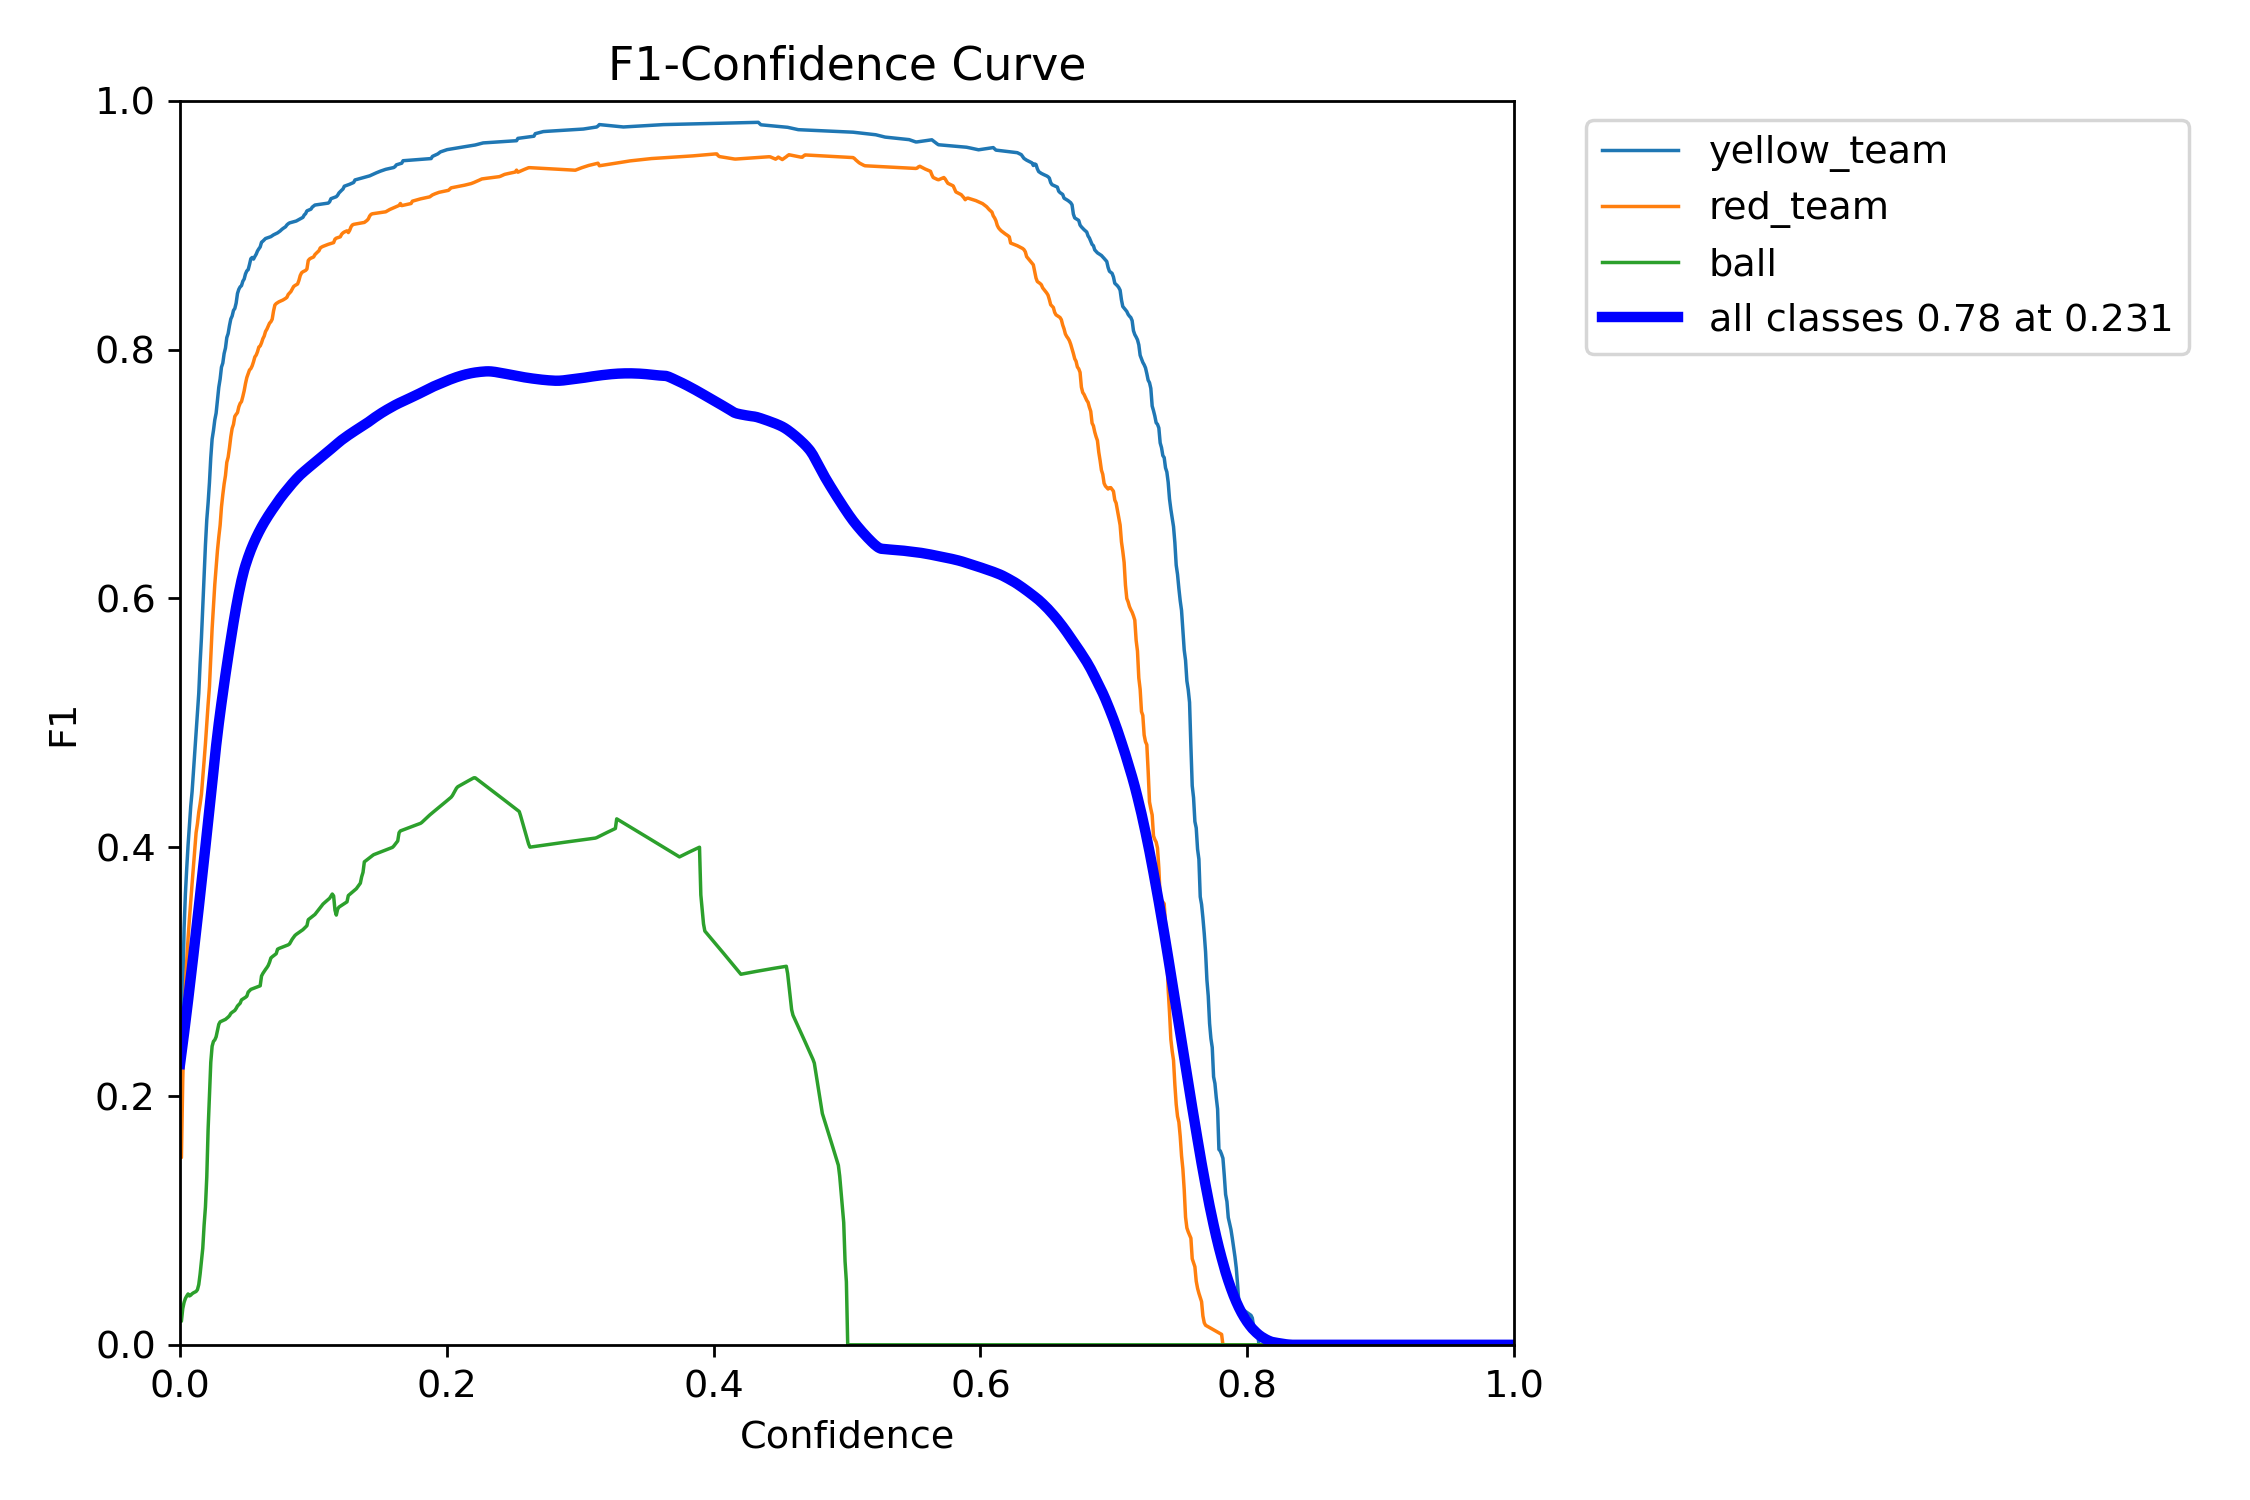 F1-Confidence Curve
1.0
0.8
0.6
0.4
0.2
0.0
F1
0.0 0.2 0.4 0.6 0.8 1.0
Confidence
yellow_team
red_team
ball
all classes 0.78 at 0.231